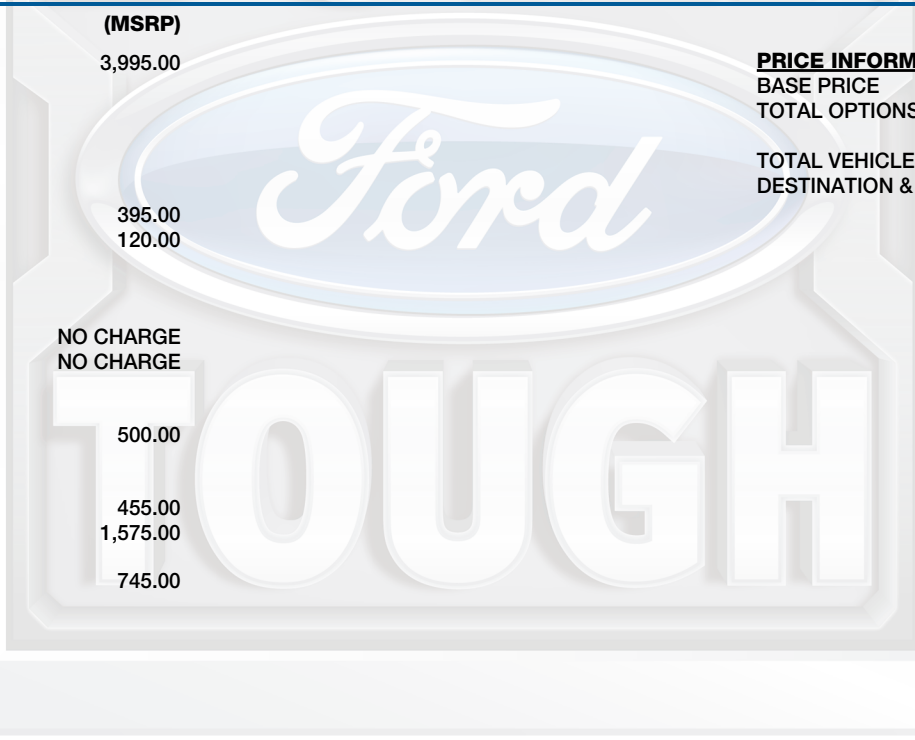 (MSRP)
3,995.00
395.00
120.00
NO CHARGE
NO CHARGE
500.00
455.00
1,575.00
745.00
PRICE INFORM
BASE PRICE
TOTAL OPTIONS
TOTAL VEHICLE
DESTINATION &
Ford
TOUGH